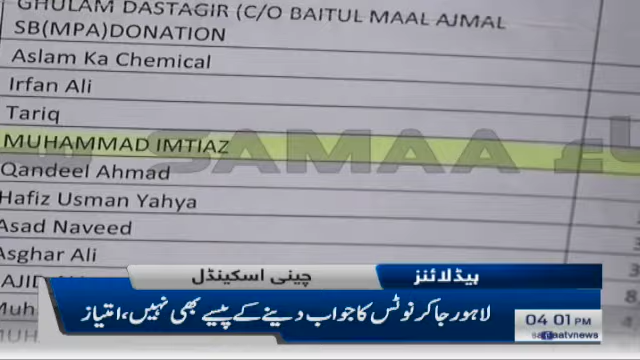 GHULAM DASTAGIR (C/O BAITUL MAAL AJMAL
SB(MPA)DONATION
Aslam Ka Chemical
Irfan Ali
Tariq
MUHAMMAD IMTIAZ
SAMAA
Qandeel Ahmad
Hafiz Usman Yahya
Asad Naveed
Asghar Ali
ہیڈلائنز
چینی اسکینڈل
لاہور جا کر نوٹس کا جواب دینے کے پیسے بھی نہیں، امتیاز
04 01 PM
samaatvnews